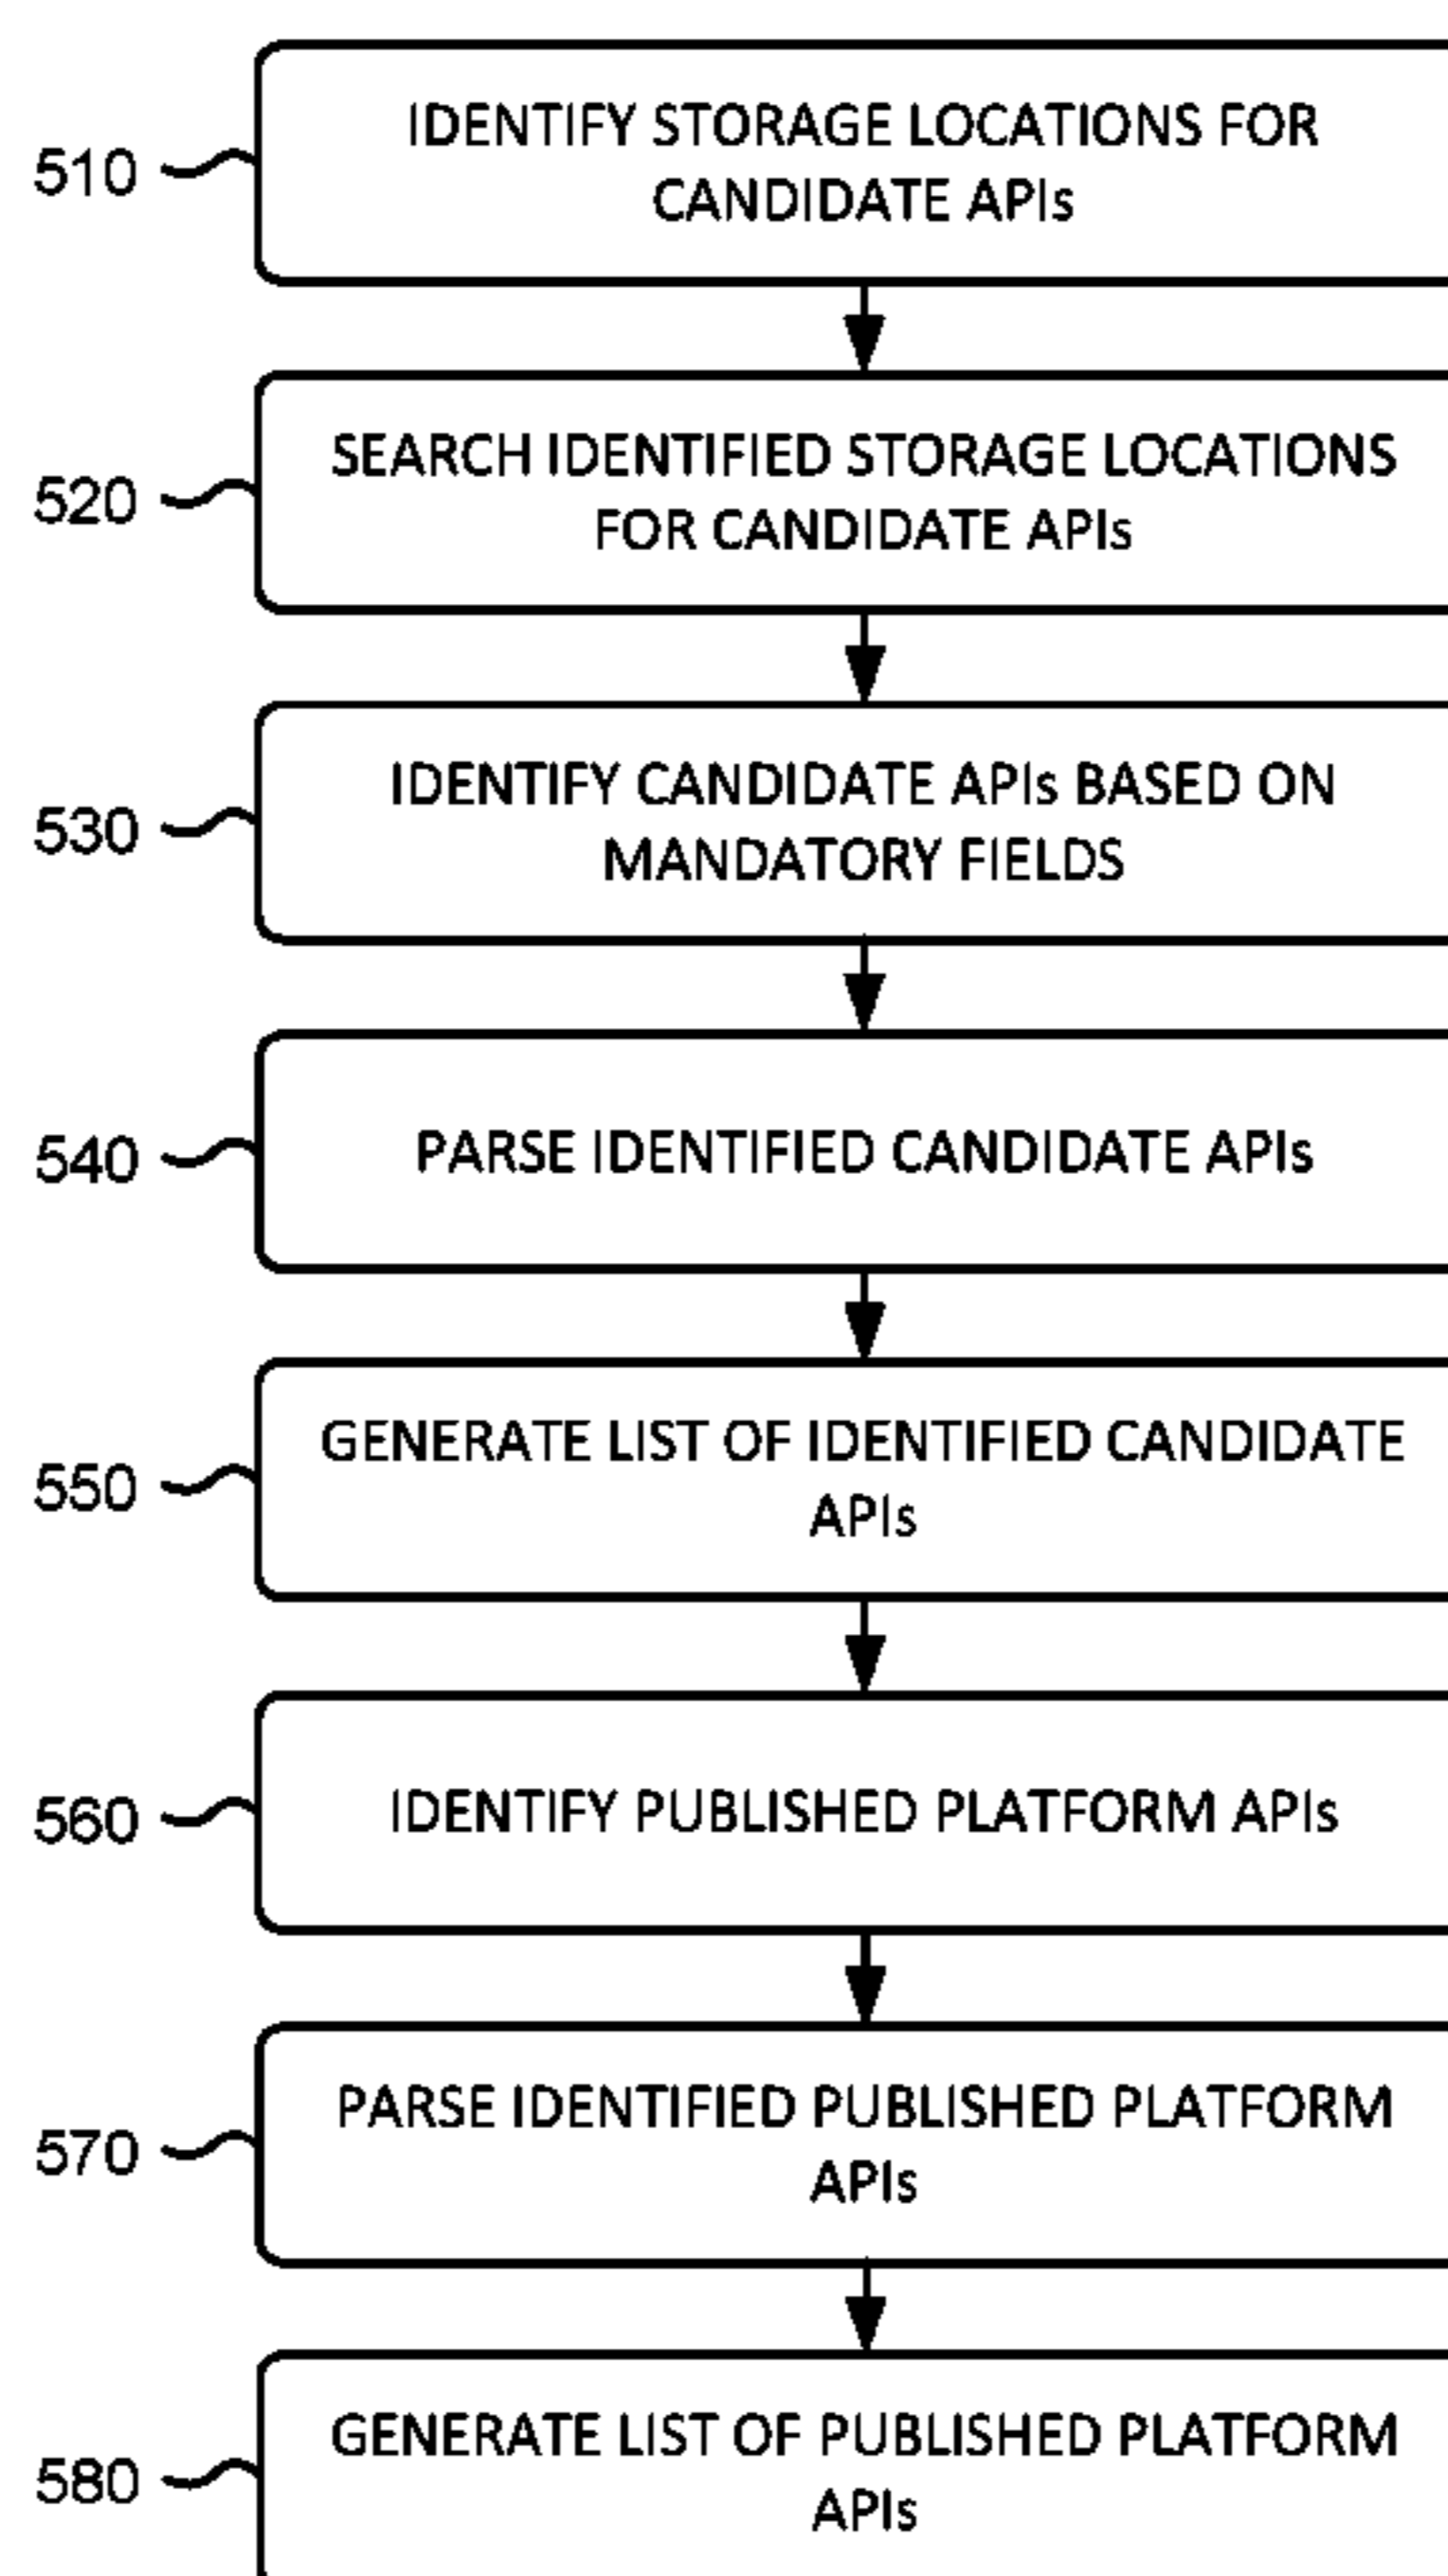 510
IDENTIFY STORAGE LOCATIONS FOR
CANDIDATE APIs
520
SEARCH IDENTIFIED STORAGE LOCATIONS
FOR CANDIDATE APIs
530
IDENTIFY CANDIDATE APIs BASED ON
MANDATORY FIELDS
540
PARSE IDENTIFIED CANDIDATE APIs
550
GENERATE LIST OF IDENTIFIED CANDIDATE
APIs
560
IDENTIFY PUBLISHED PLATFORM APIs
570
PARSE IDENTIFIED PUBLISHED PLATFORM
APIs
580
GENERATE LIST OF PUBLISHED PLATFORM
APIs